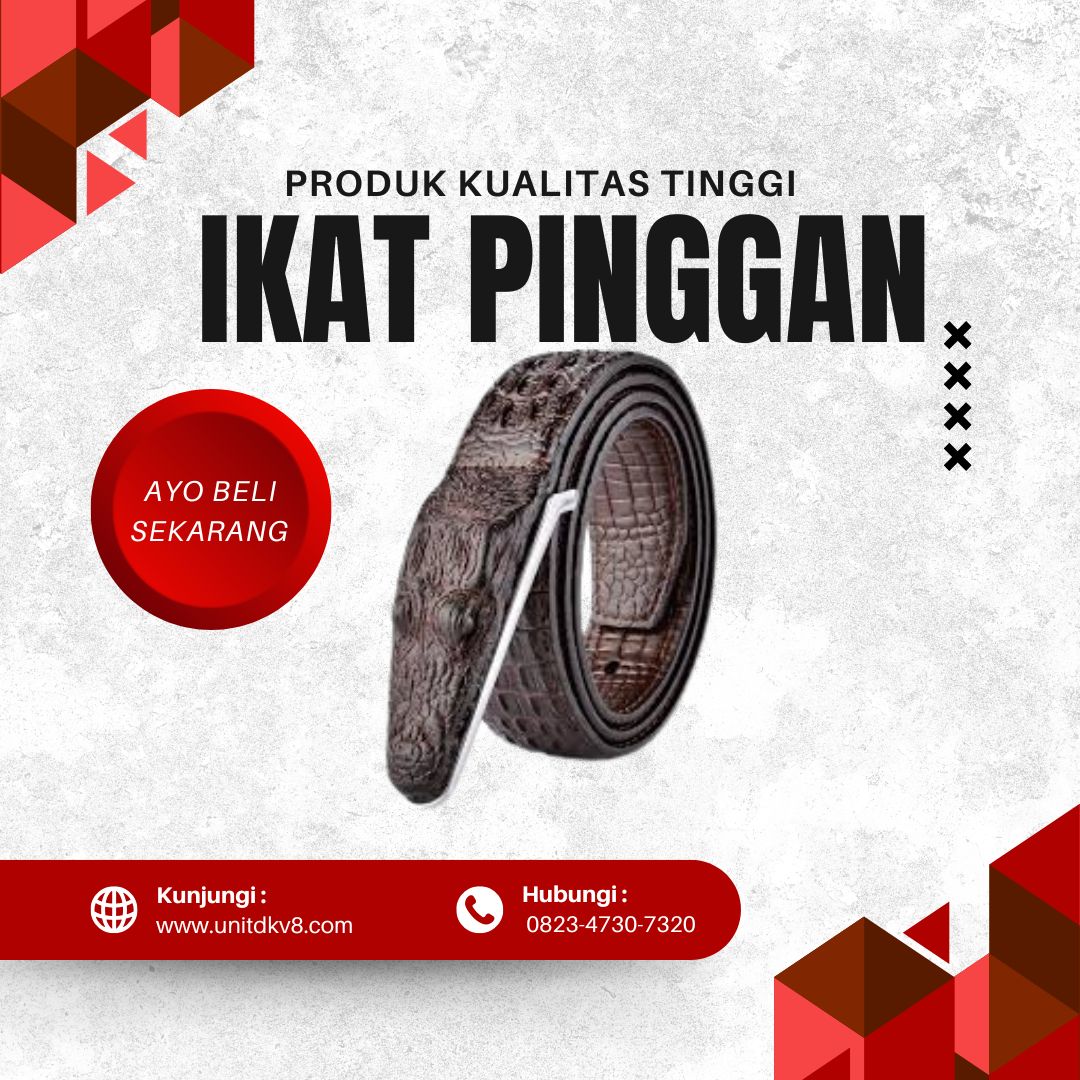 PRODUK KUALITAS TINGGI
IKAT PINGGAN
AYO BELI
SEKARANG
Kunjungi :
www.unitdkv8.com
Hubungi :
0823-4730-7320